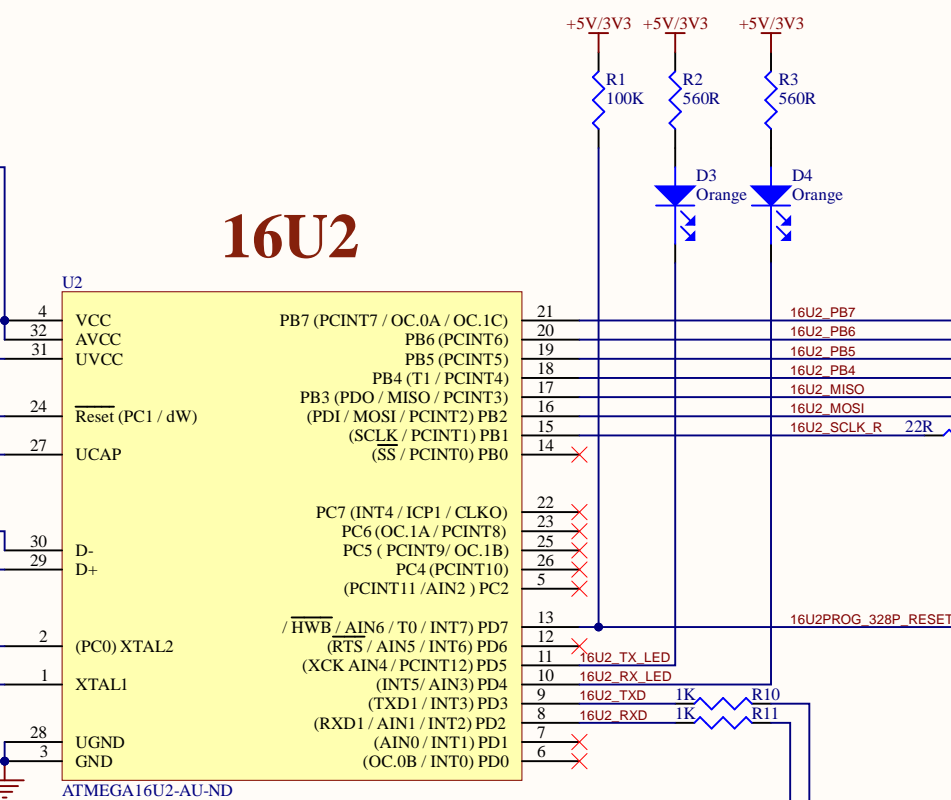 +5V/3V3 +5V/3V3 +5V/3V3
R1 R2 R3
100K 560R 560R
D3 D4
Orange Orange
16U2
U2
4 VCC PB7 (PCINT7 / OC.0A / OC.1C) 21 16U2_PB7
32 AVCC PB6 (PCINT6) 20 16U2_PB6
31 UVCC PB5 (PCINT5) 19 16U2_PB5
PB4 (T1 / PCINT4) 18 16U2_PB4
PB3 (PDO / MISO / PCINT3) 17 16U2_MISO
24 Reset (PC1 / dW) (PDI / MOSI / PCINT2) PB2 16 16U2_MOSI
(SCLK / PCINT1) PB1 15 16U2_SCLK_R 22R
27 UCAP (SS / PCINT0) PB0 14
PC7 (INT4 / ICP1 / CLKO) 22
PC6 (OC.1A / PCINT8) 23
30 D- PC5 ( PCINT9/ OC.1B) 25
29 D+ PC4 (PCINT10) 26
(PCINT11 /AIN2 ) PC2 5
/ HWB / AIN6 / T0 / INT7) PD7 13 16U2PROG_328P_RESET
2 (PC0) XTAL2 (RTS / AIN5 / INT6) PD6 12
(XCK AIN4 / PCINT12) PD5 11 16U2_TX_LED
1 XTAL1 (INT5/ AIN3) PD4 10 16U2_RX_LED
(TXD1 / INT3) PD3 9 16U2_TXD 1K R10
(RXD1 / AIN1 / INT2) PD2 8 16U2_RXD 1K R11
28 UGND (AIN0 / INT1) PD1 7
3 GND (OC.0B / INT0) PD0 6
ATMEGA16U2-AU-ND